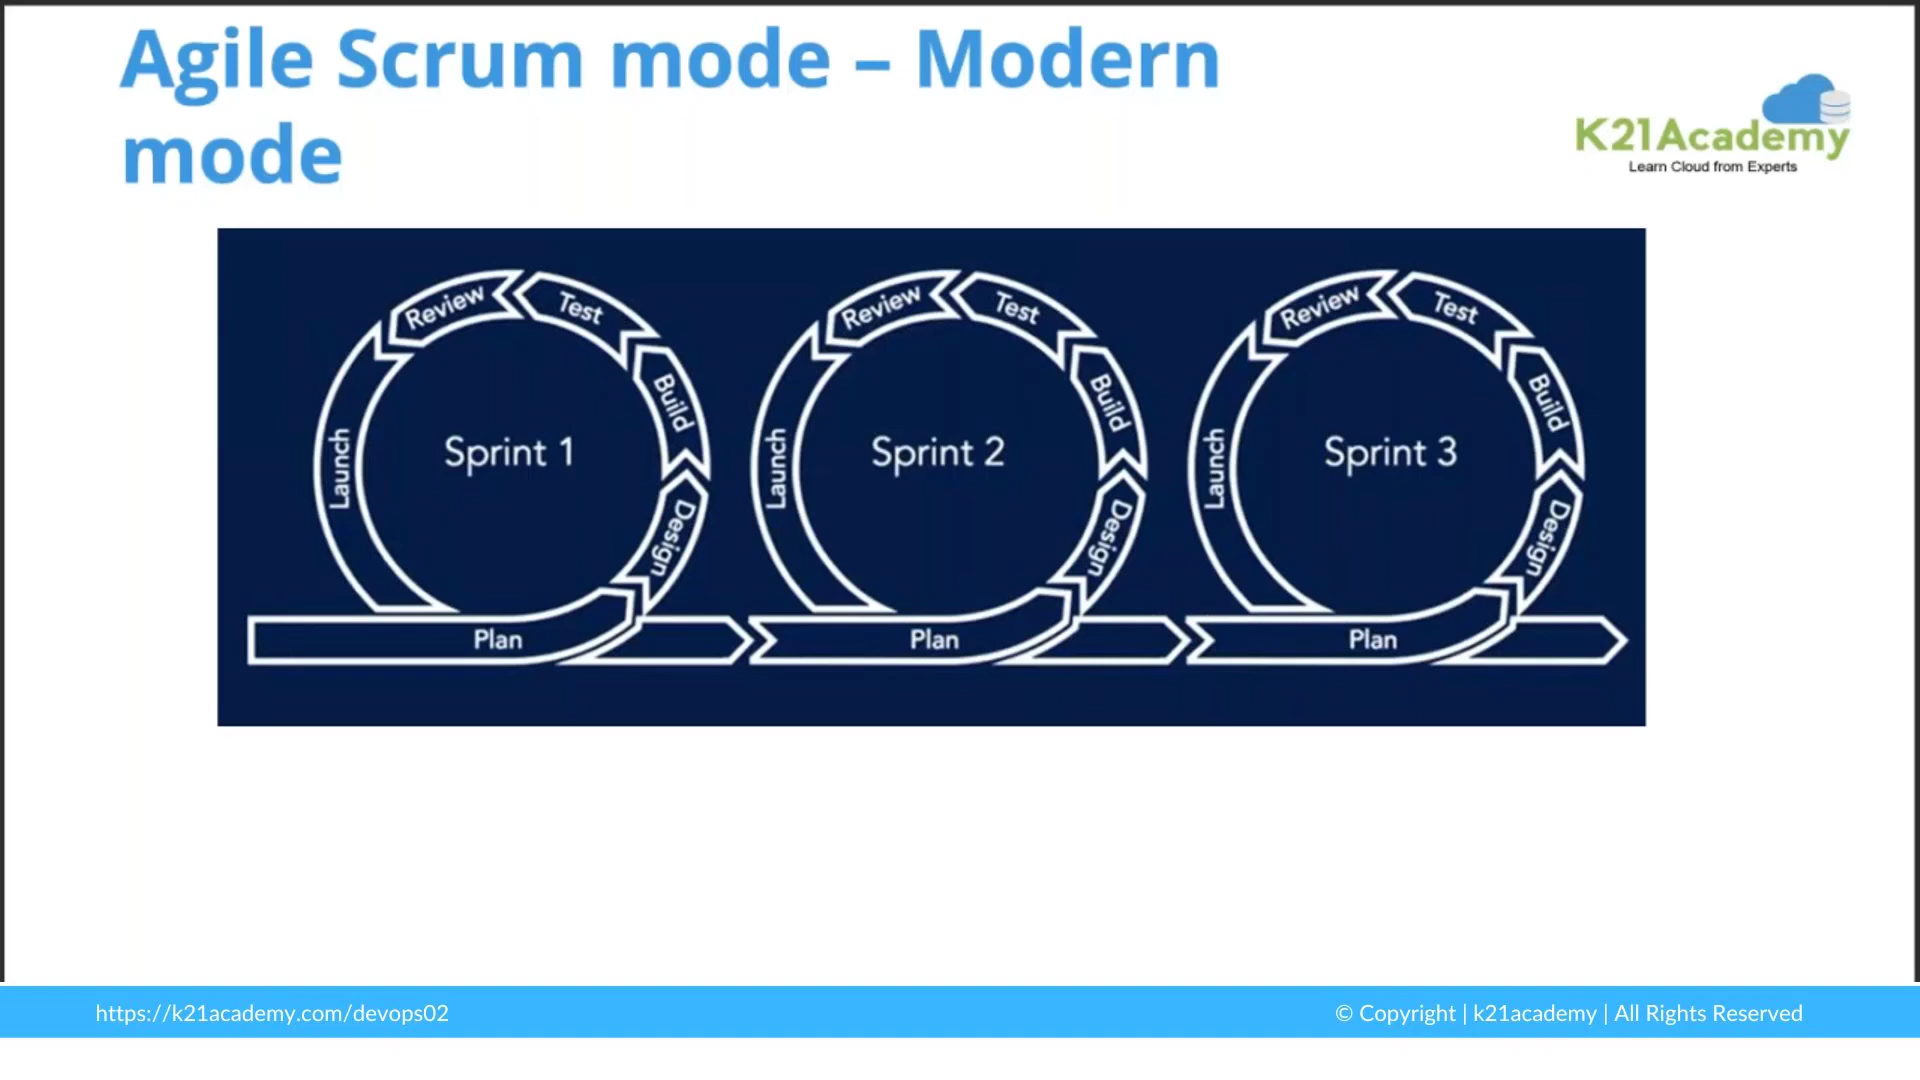 Agile Scrum mode – Modern
mode
K21Academy
Learn Cloud from Experts
Review
Test
Build
Design
Launch
Sprint 1
Plan
Review
Test
Build
Design
Launch
Sprint 2
Plan
Review
Test
Build
Design
Launch
Sprint 3
Plan
https://k21academy.com/devops02
© Copyright | k21academy | All Rights Reserved